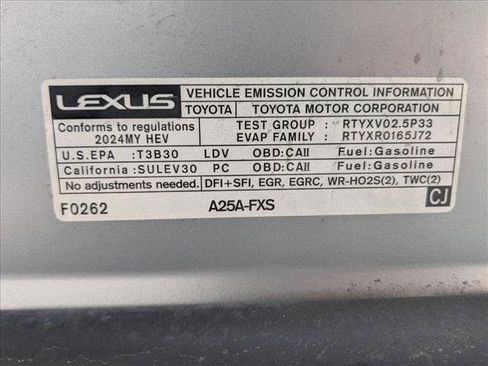 LEXUS VEHICLE EMISSION CONTROL INFORMATION
TOYOTA TOYOTA MOTOR CORPORATION
Conforms to regulations
2024MY HEV
TEST GROUP : RTYXV02.5P33
EVAP FAMILY : RTYXR0165J72
U.S.EPA :T3B30 LDV OBD:CAII Fuel:Gasoline
California :SULEV30 PC OBD:CAII Fuel:Gasoline
No adjustments needed. DFI+SFI, EGR, EGRC, WR-HO2S(2), TWC(2)
F0262 A25A-FXS CJ